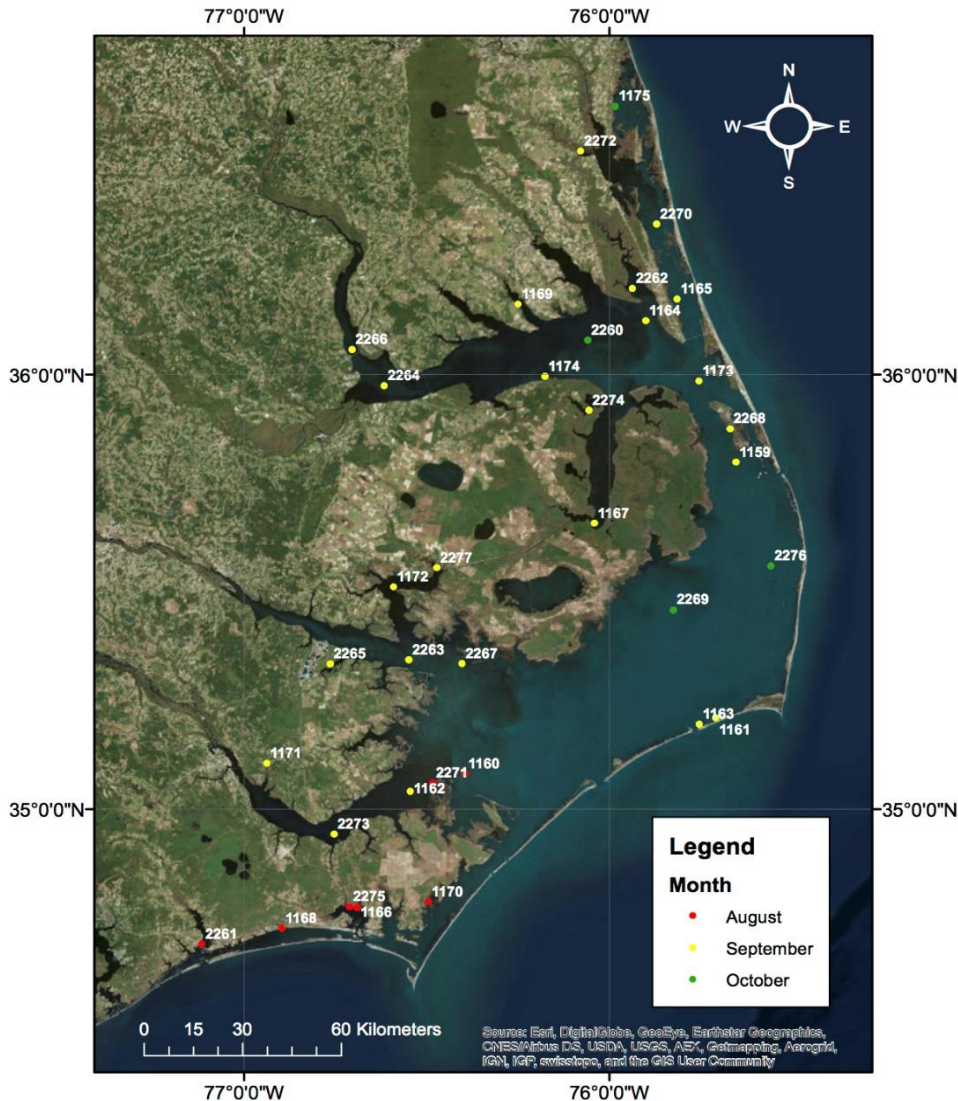 77°0'0"W
76°0'0"W
N
W
E
S
1175
2272
2270
2262
1165
1169
1164
2260
2266
36°0'0"N
36°0'0"N
2264
1174
1173
2274
2268
1159
1167
2277
2276
1172
2269
2263
2265
2267
1163
1161
1171
1160
2271
1162
35°0'0"N
35°0'0"N
2273
2275
1170
1166
1168
2261
Legend
Month
August
September
October
0 15 30 60 Kilometers
Source: Esri, DigitalGlobe, GeoEye, Earthstar Geographics,
CNES/Airbus DS, USDA, USGS, AEX, Getmapping, Aerogrid,
IGN, IGP, swisstopo, and the GIS User Community
77°0'0"W
76°0'0"W